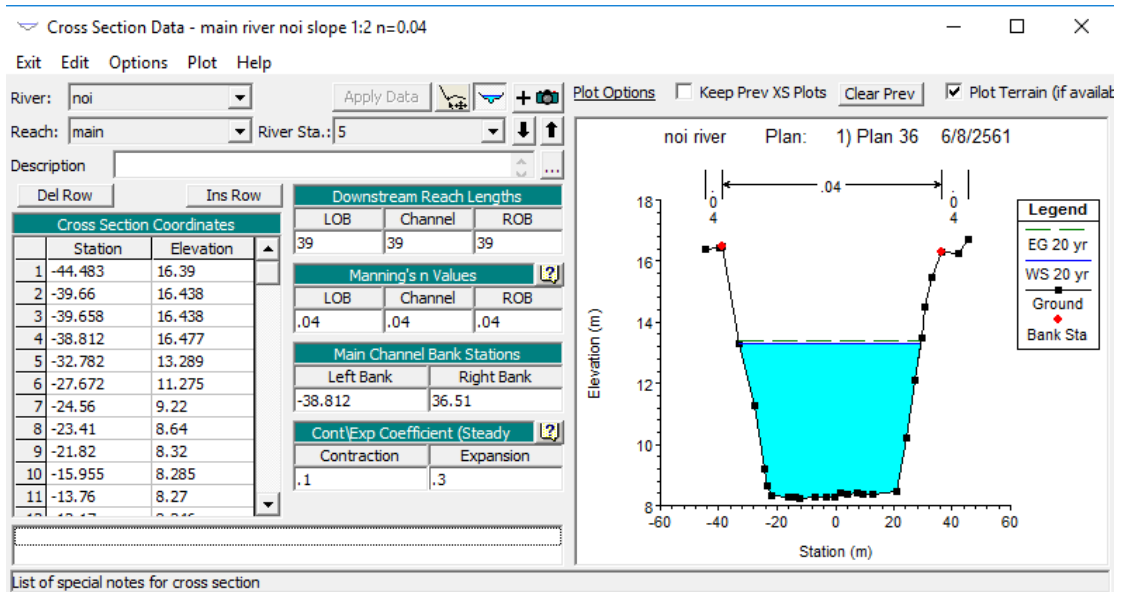 Cross Section Data - main river noi slope 1:2 n=0.04
Exit Edit Options Plot Help
River: noi
Apply Data
Reach: main
River Sta.: 5
Description
...
Del Row
Ins Row
Cross Section Coordinates
Station Elevation
1 -44.483 16.39
2 -39.66 16.438
3 -39.658 16.438
4 -38.812 16.477
5 -32.782 13.289
6 -27.672 11.275
7 -24.56 9.22
8 -23.41 8.64
9 -21.82 8.32
10 -15.955 8.285
11 -13.76 8.27
Downstream Reach Lengths
LOB Channel ROB
39 39 39
Manning's n Values
LOB Channel ROB
.04 .04 .04
Main Channel Bank Stations
Left Bank Right Bank
-38.812 36.51
Cont\Exp Coefficient (Steady
Contraction Expansion
.1 .3
Plot Options
Keep Prev XS Plots
Clear Prev
Plot Terrain (if availab
noi river Plan: 1) Plan 36 6/8/2561
.04 .04 .04
18
16
14
12
10
8
Elevation (m)
-60 -40 -20 0 20 40 60
Station (m)
Legend
EG 20 yr
WS 20 yr
Ground
Bank Sta
List of special notes for cross section